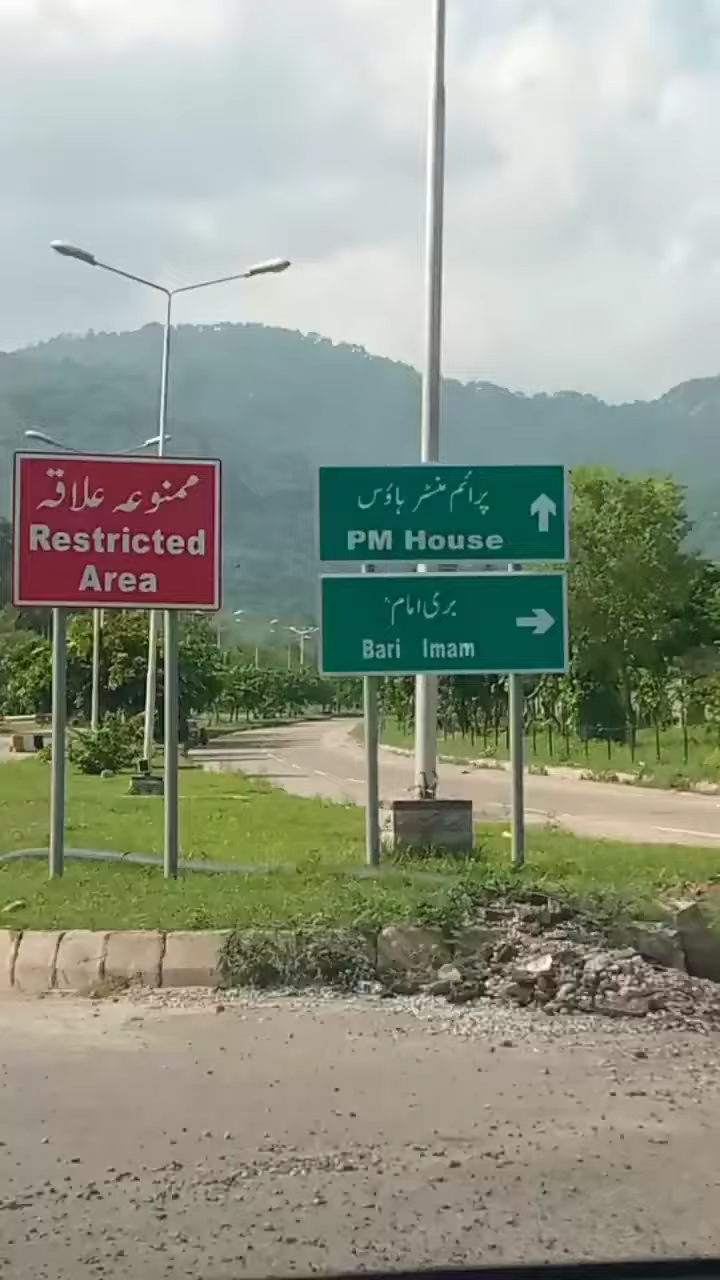 ممنوعہ علاقہ
Restricted
Area
پرائم منسٹر ہاؤس
PM House
بری امامؒ
Bari Imam